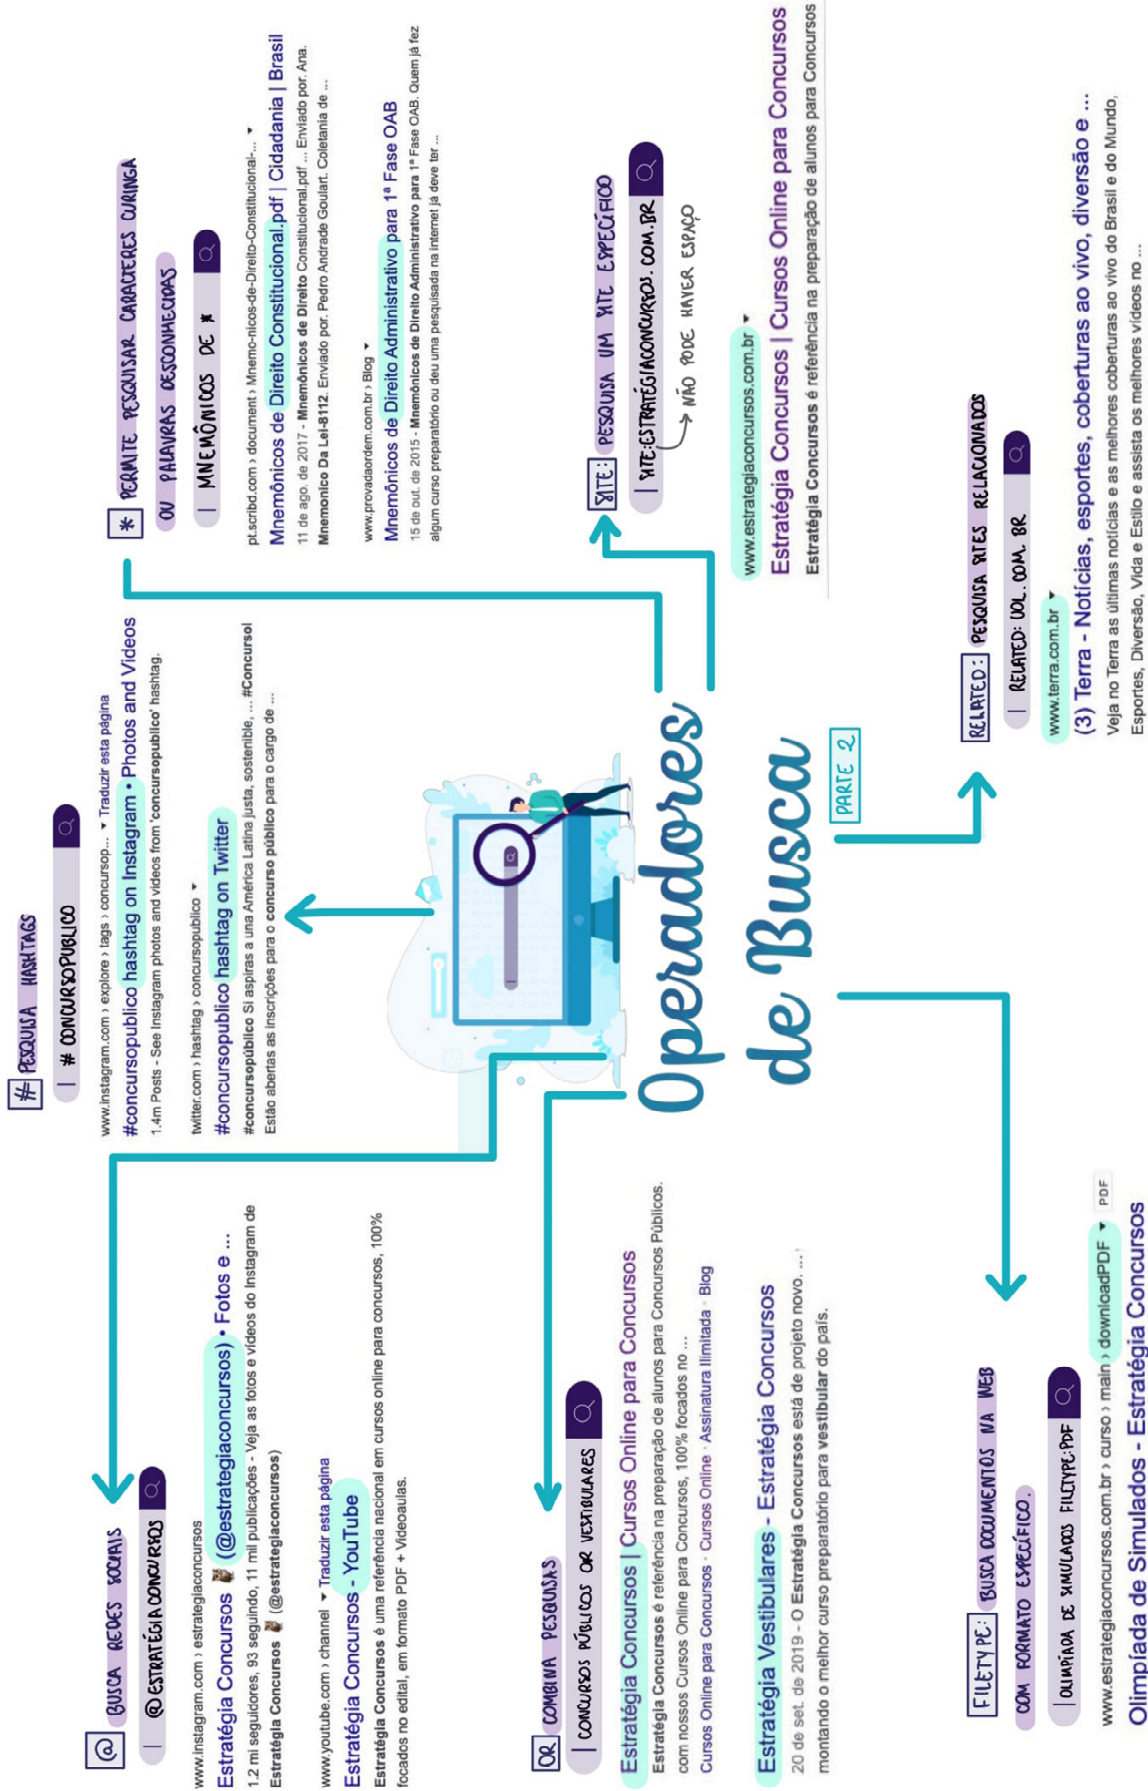 Operadores
de Busca
PARTE 2
@ BUSCA REDES SOCIAIS
@ESTRATÉGIACONCURSOS
www.instagram.com › estrategiaconcursos
Estratégia Concursos (@estrategiaconcursos) • Fotos e ...
1.2 mi seguidores, 93 seguindo, 11 mil publicações - Veja as fotos e vídeos do Instagram de
Estratégia Concursos (@estrategiaconcursos)
www.youtube.com › channel ▾ Traduzir esta página
Estratégia Concursos - YouTube
Estratégia Concursos é uma referência nacional em cursos online para concursos, 100%
focados no edital, em formato PDF + Videoaulas.
# PESQUISA HASHTAGS
# CONCURSOPUBLICO
www.instagram.com › explore › tags › concursop... ▾ Traduzir esta página
#concursopublico hashtag on Instagram • Photos and Videos
1.4m Posts - See Instagram photos and videos from 'concursopublico' hashtag.
twitter.com › hashtag › concursopublico ▾
#concursopublico hashtag on Twitter
#concursopúblico Si aspiras a una América Latina justa, sostenible, ... #Concursol
Estão abertas as inscrições para o concurso público para o cargo de ...
* PERMITE PESQUISAR CARACTERES CURINGA
OU PALAVRAS DESCONHECIDAS
MNEMÔNICOS DE *
pt.scribd.com › document › Mnemo-nicos-de-Direito-Constitucional-... ▾
Mnemônicos de Direito Constitucional.pdf | Cidadania | Brasil
11 de ago. de 2017 - Mnemônicos de Direito Constitucional.pdf ... Enviado por. Ana.
Mnemonico Da Lei-8112. Enviado por. Pedro Andrade Goulart. Coletania de ...
www.provadaordem.com.br › Blog ▾
Mnemônicos de Direito Administrativo para 1ª Fase OAB
15 de out. de 2015 - Mnemônicos de Direito Administrativo para 1ª Fase OAB. Quem já fez
algum curso preparatório ou deu uma pesquisada na internet já deve ter ...
OR COMBINA PESQUISAS
CONCURSOS PÚBLICOS OR VESTIBULARES
Estratégia Concursos | Cursos Online para Concursos
Estratégia Concursos é referência na preparação de alunos para Concursos Públicos.
com nossos Cursos Online para Concursos, 100% focados no ...
Cursos Online para Concursos · Cursos Online · Assinatura Ilimitada · Blog
Estratégia Vestibulares - Estratégia Concursos
20 de set. de 2019 - O Estratégia Concursos está de projeto novo. ...
montando o melhor curso preparatório para vestibular do país.
SITE: PESQUISA UM SITE ESPECÍFICO
SITE:ESTRATÉGIACONCURSOS.COM.BR
NÃO PODE HAVER ESPAÇO
www.estrategiaconcursos.com.br ▾
Estratégia Concursos | Cursos Online para Concursos
Estratégia Concursos é referência na preparação de alunos para Concursos
FILETYPE: BUSCA DOCUMENTOS NA WEB
COM FORMATO ESPECÍFICO.
OLIMPÍADA DE SIMULADOS FILETYPE:PDF
www.estrategiaconcursos.com.br › curso › main › downloadPDF ▾ PDF
Olimpíada de Simulados - Estratégia Concursos
RELATED: PESQUISA SITES RELACIONADOS
RELATED: UOL.COM.BR
www.terra.com.br ▾
(3) Terra - Notícias, esportes, coberturas ao vivo, diversão e ...
Veja no Terra as últimas notícias e as melhores coberturas ao vivo do Brasil e do Mundo,
Esportes, Diversão, Vida e Estilo e assista os melhores vídeos no ...